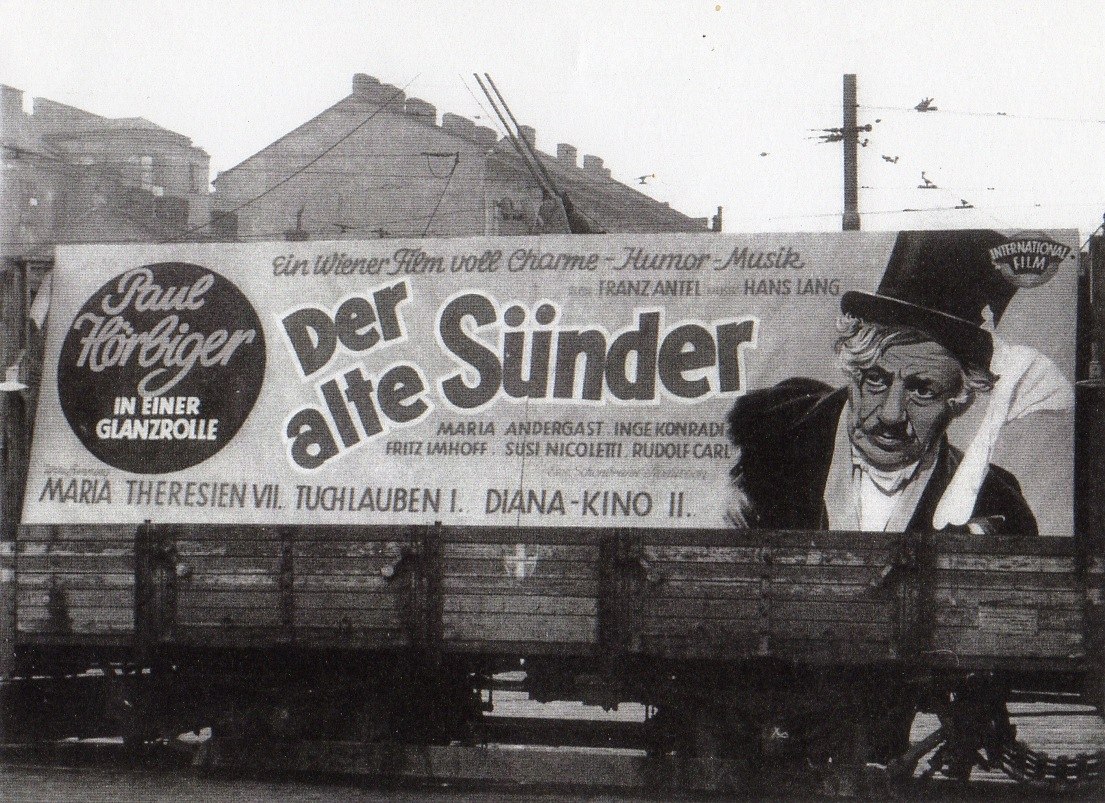 Paul
Hörbiger
IN EINER
GLANZROLLE
Ein Wiener Film voll Charme-Humor-Musik
FRANZ ANTEL HANS LANG
Der
alte Sünder
MARIA ANDERGAST INGE KONRADI
FRITZ IMHOFF . SUSI NICOLETTI . RUDOLF CARL
MARIA THERESIEN VII. TUCHLAUBEN I. DIANA-KINO II.
INTERNATIONAL
FILM